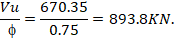 Vu/ϕ = 670.35/0.75 = 893.8KN.